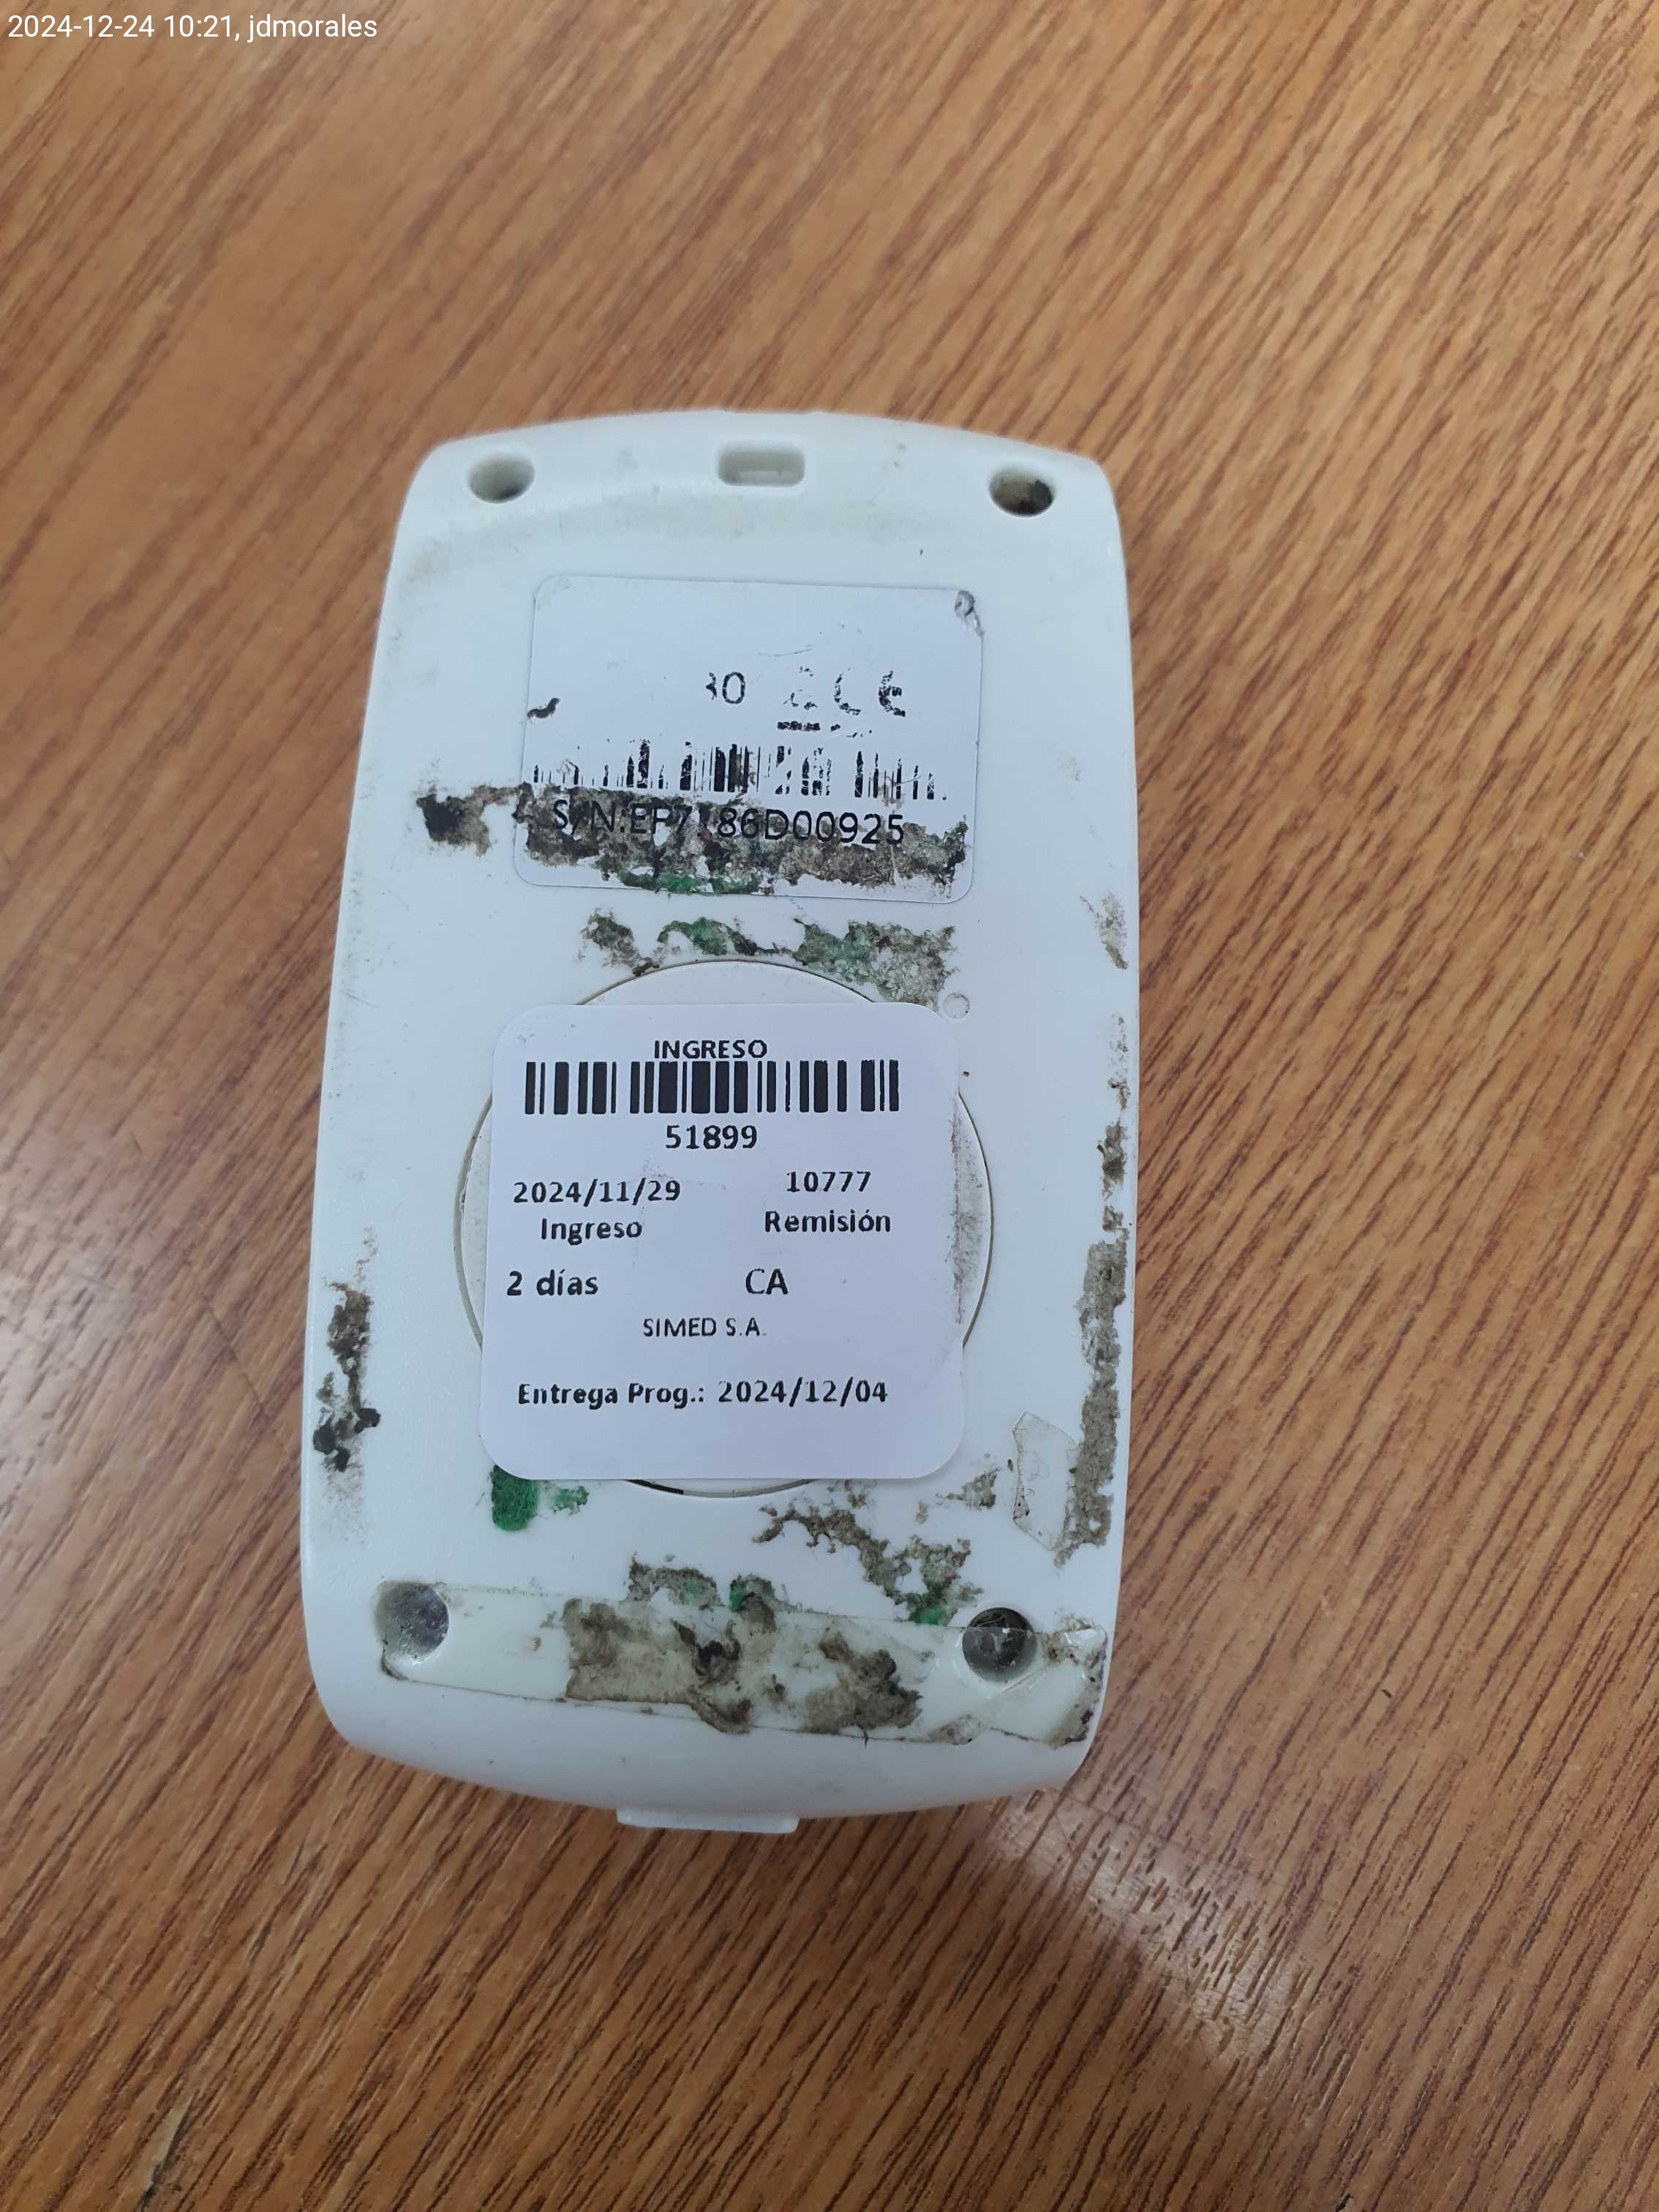 2024-12-24 10:21, jdmorales
CE
INGRESO
51899
2024/11/29 10777
Ingreso Remisión
2 días CA
SIMED S.A.
Entrega Prog.: 2024/12/04